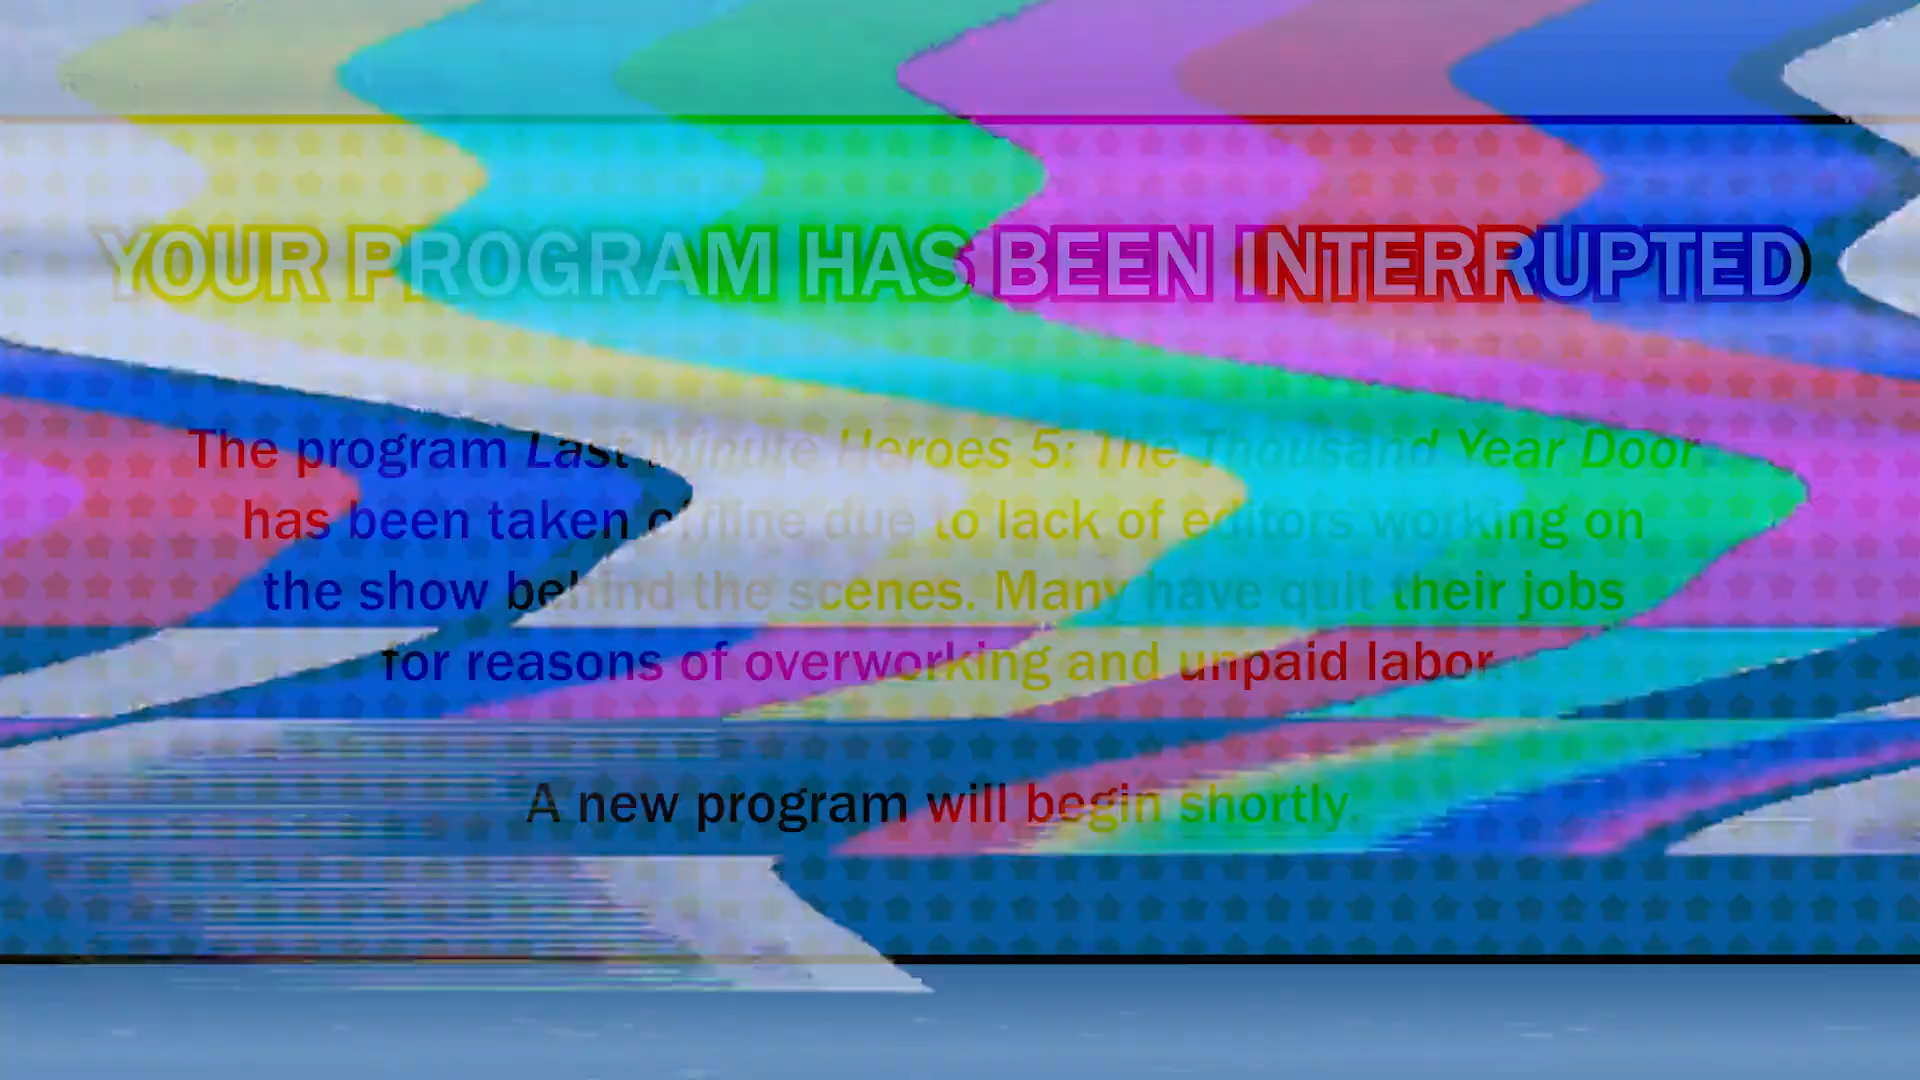 YOUR PROGRAM HAS BEEN INTERRUPTED
The program Last Minute Heroes 5: The Thousand Year Door
has been taken offline due to lack of editors working on
the show behind the scenes. Many have quit their jobs
for reasons of overworking and unpaid labor.
A new program will begin shortly.